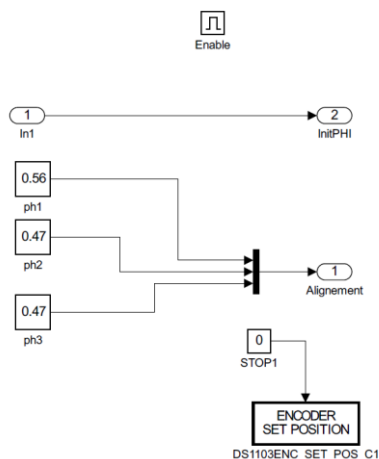 Enable
1
In1
2
InitPHI
0.56
ph1
0.47
ph2
0.47
ph3
1
Alignement
0
STOP1
ENCODER
SET POSITION
DS1103ENC_SET_POS_C1